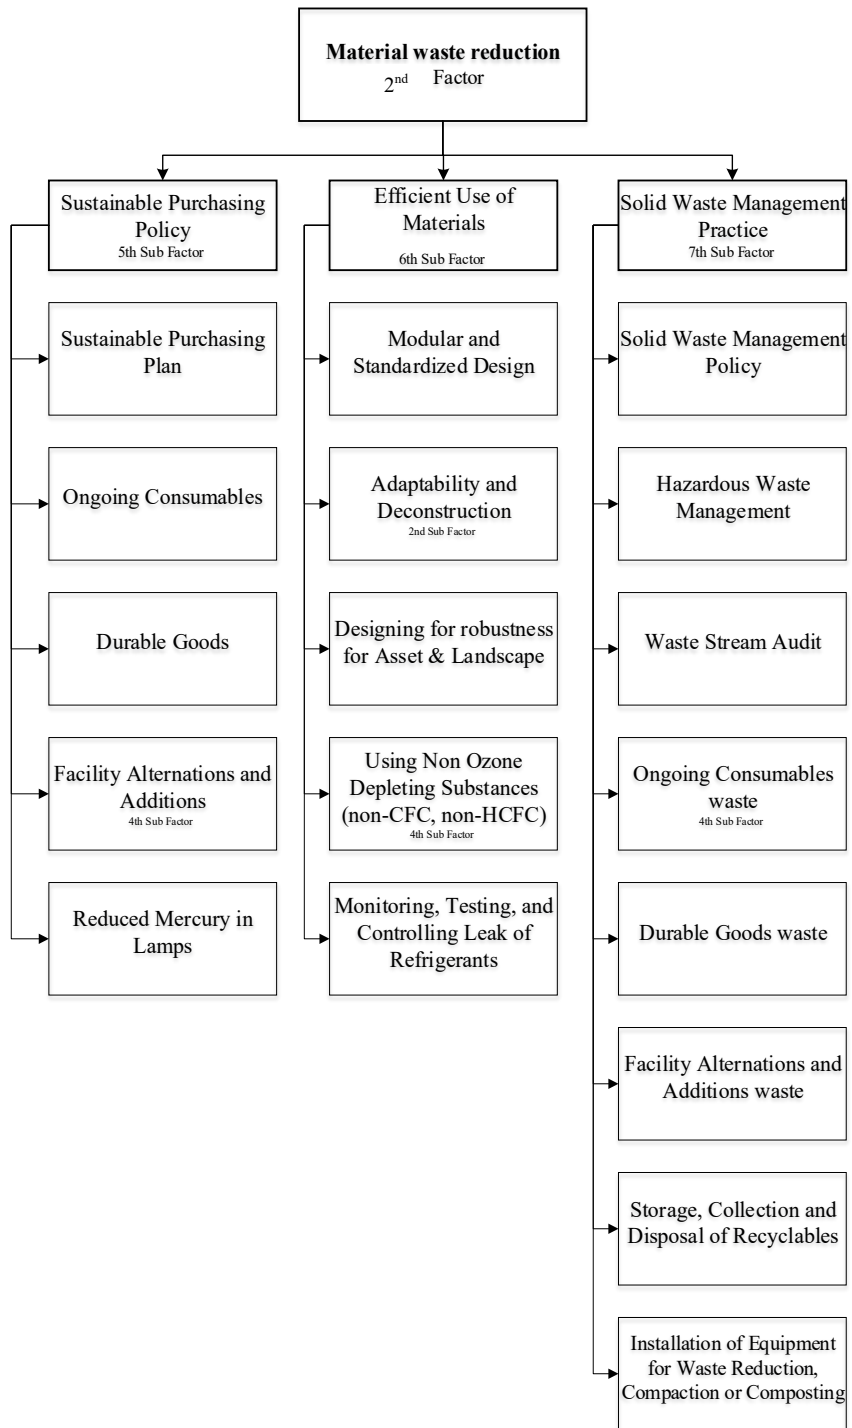 Material waste reduction
2nd Factor
Sustainable Purchasing
Policy
5th Sub Factor
Efficient Use of
Materials
6th Sub Factor
Solid Waste Management
Practice
7th Sub Factor
Sustainable Purchasing
Plan
Modular and
Standardized Design
Solid Waste Management
Policy
Ongoing Consumables
Adaptability and
Deconstruction
2nd Sub Factor
Hazardous Waste
Management
Durable Goods
Designing for robustness
for Asset & Landscape
Waste Stream Audit
Facility Alternations and
Additions
4th Sub Factor
Using Non Ozone
Depleting Substances
(non-CFC, non-HCFC)
4th Sub Factor
Ongoing Consumables
waste
4th Sub Factor
Reduced Mercury in
Lamps
Monitoring, Testing, and
Controlling Leak of
Refrigerants
Durable Goods waste
Facility Alternations and
Additions waste
Storage, Collection and
Disposal of Recyclables
Installation of Equipment
for Waste Reduction,
Compaction or Composting